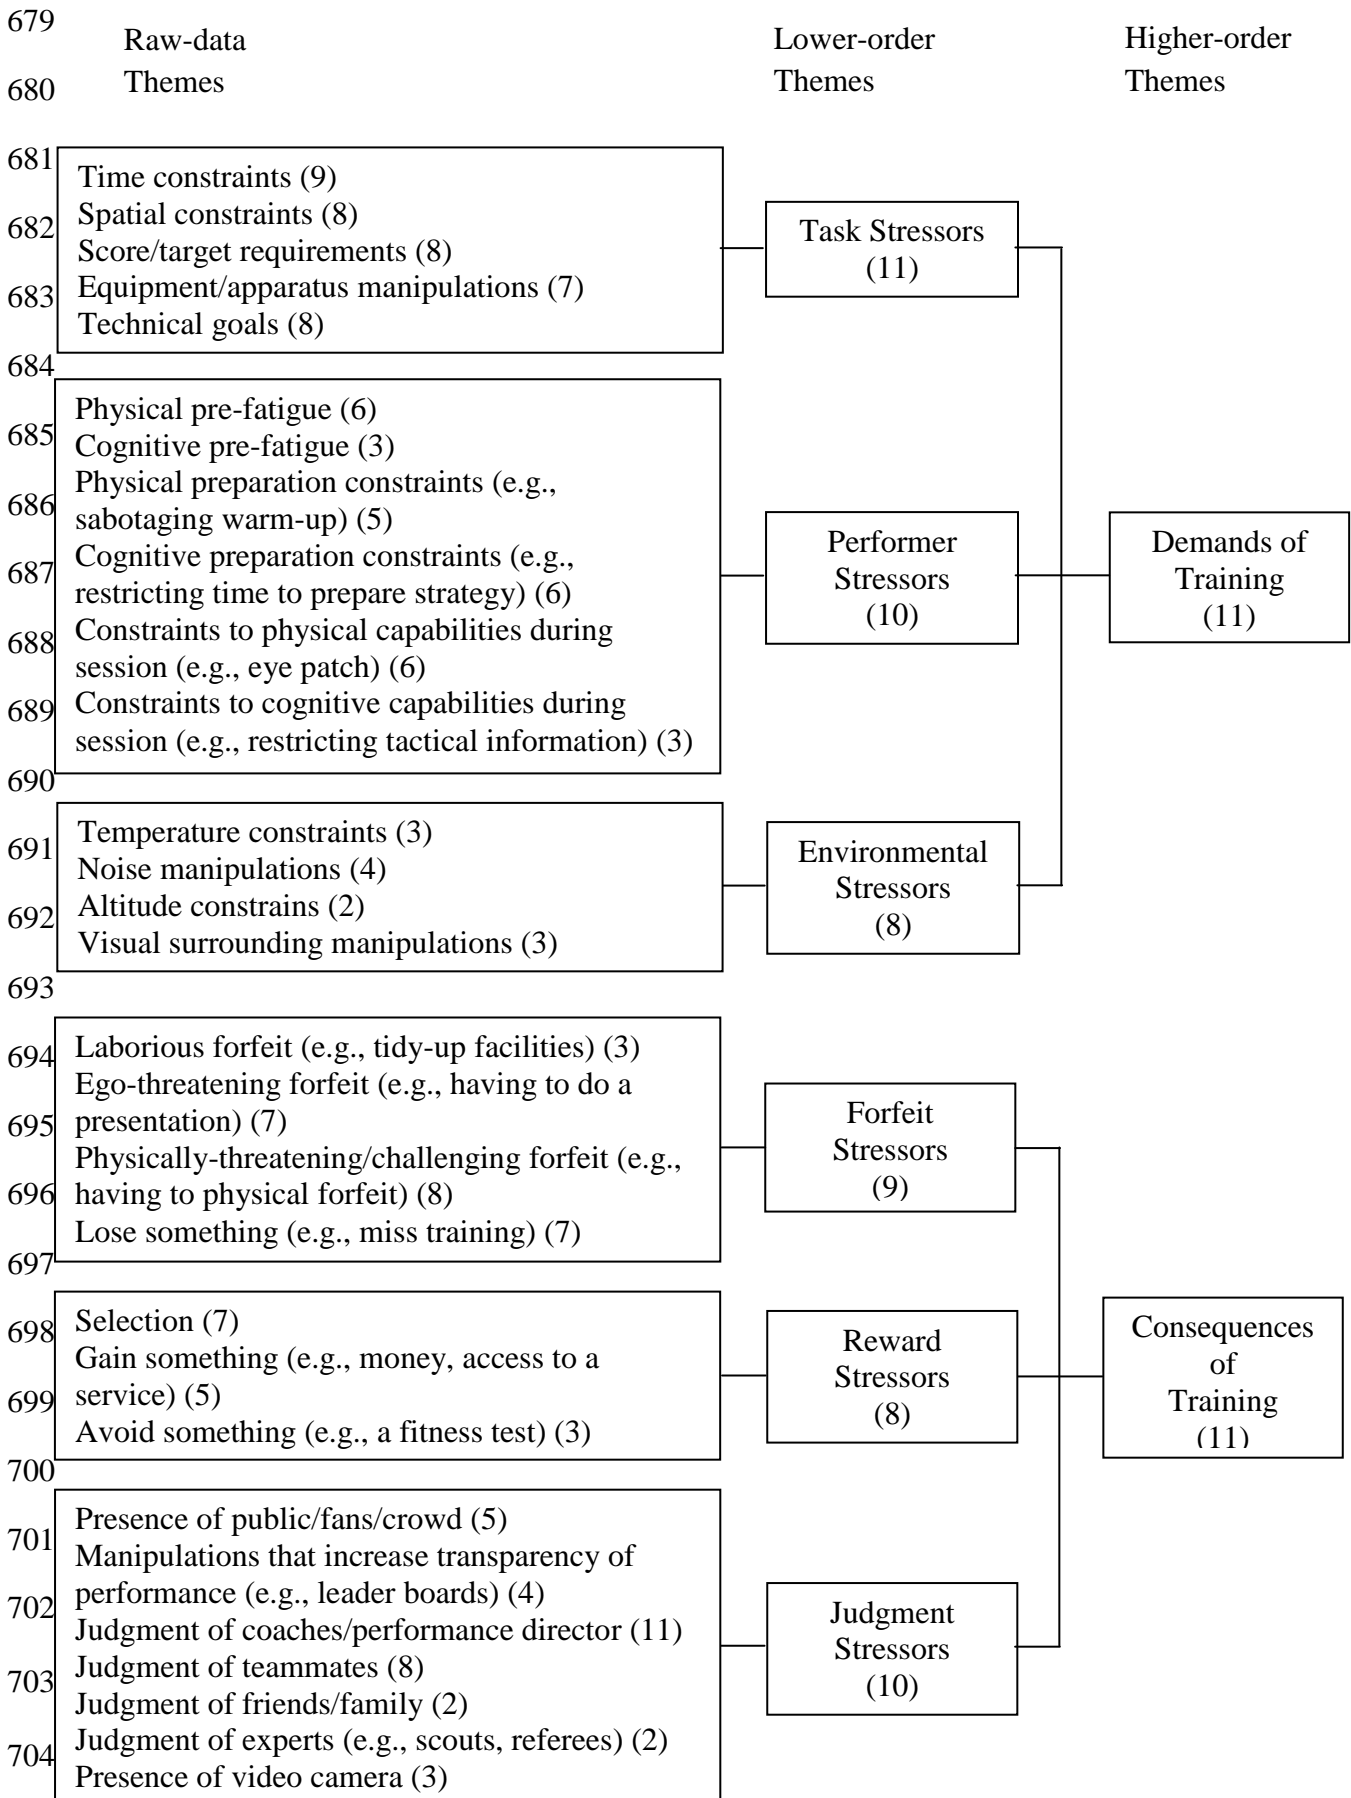 679
Raw-data
Themes
Lower-order
Themes
Higher-order
Themes
680
681
Time constraints (9)
Spatial constraints (8)
Score/target requirements (8)
Equipment/apparatus manipulations (7)
Technical goals (8)
Task Stressors
(11)
682
683
684
Physical pre-fatigue (6)
Cognitive pre-fatigue (3)
Physical preparation constraints (e.g.,
sabotaging warm-up) (5)
Cognitive preparation constraints (e.g.,
restricting time to prepare strategy) (6)
Constraints to physical capabilities during
session (e.g., eye patch) (6)
Constraints to cognitive capabilities during
session (e.g., restricting tactical information) (3)
Performer
Stressors
(10)
Demands of
Training
(11)
685
686
687
688
689
690
Temperature constraints (3)
Noise manipulations (4)
Altitude constrains (2)
Visual surrounding manipulations (3)
Environmental
Stressors
(8)
691
692
693
Laborious forfeit (e.g., tidy-up facilities) (3)
Ego-threatening forfeit (e.g., having to do a
presentation) (7)
Physically-threatening/challenging forfeit (e.g.,
having to physical forfeit) (8)
Lose something (e.g., miss training) (7)
Forfeit
Stressors
(9)
694
695
696
697
Selection (7)
Gain something (e.g., money, access to a
service) (5)
Avoid something (e.g., a fitness test) (3)
Reward
Stressors
(8)
Consequences
of
Training
(11)
698
699
700
Presence of public/fans/crowd (5)
Manipulations that increase transparency of
performance (e.g., leader boards) (4)
Judgment of coaches/performance director (11)
Judgment of teammates (8)
Judgment of friends/family (2)
Judgment of experts (e.g., scouts, referees) (2)
Presence of video camera (3)
Judgment
Stressors
(10)
701
702
703
704